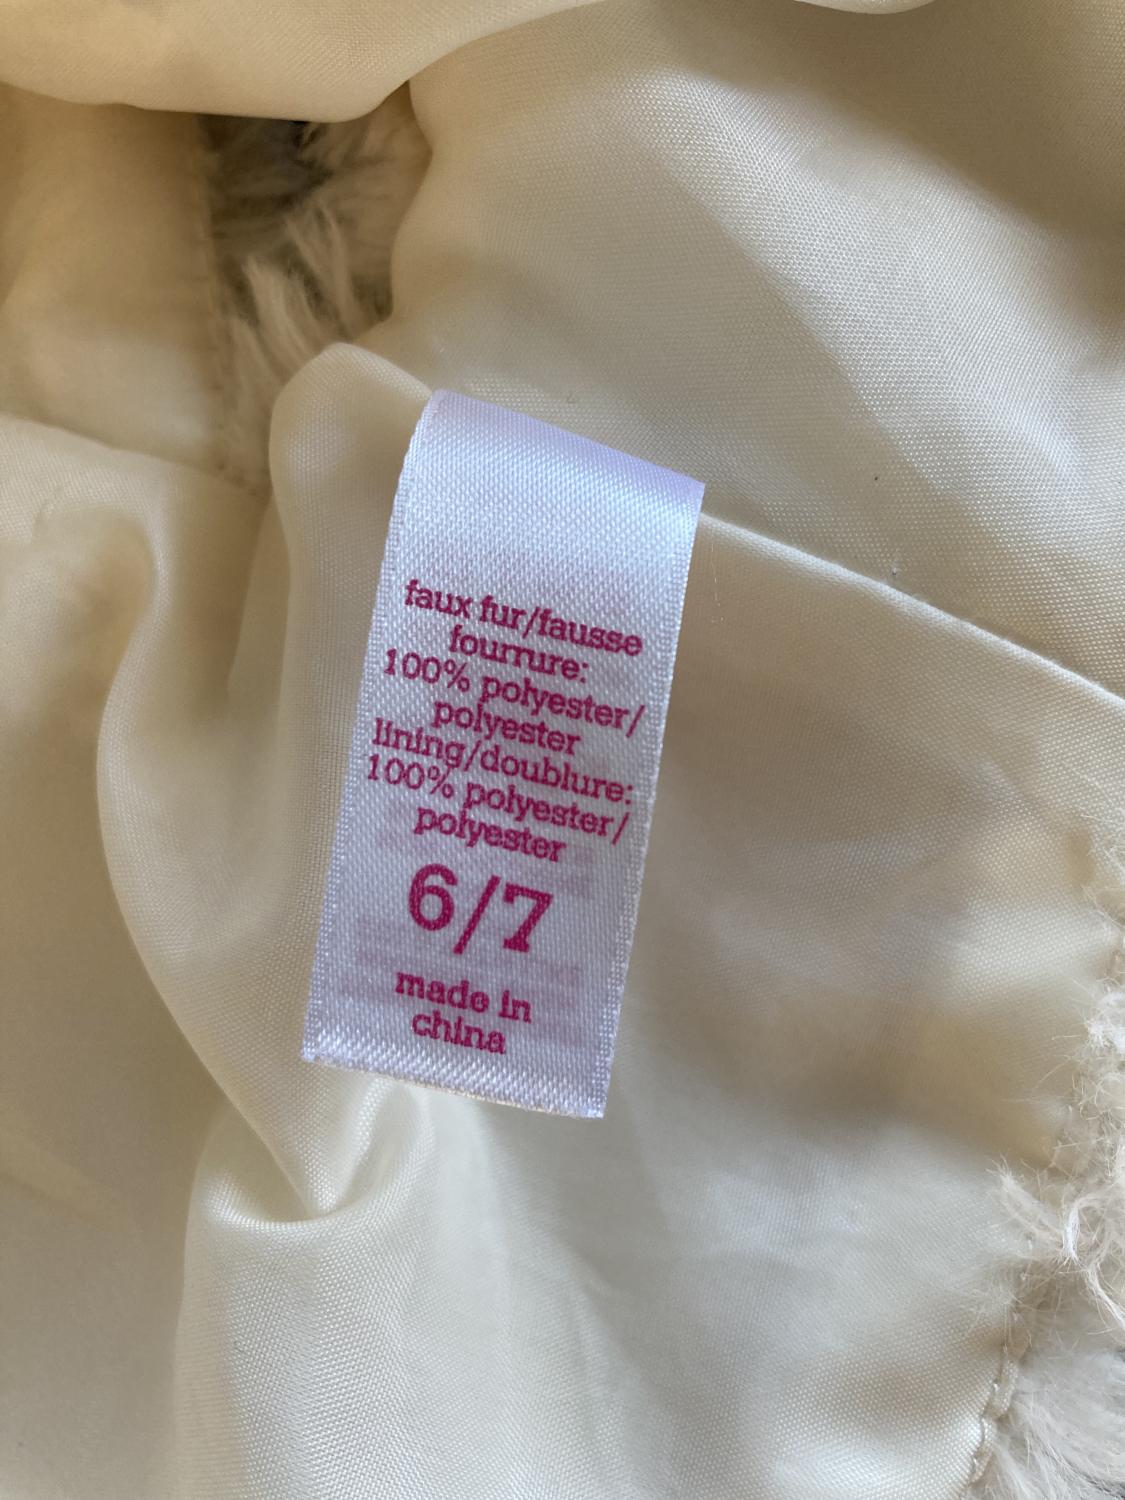 faux fur/fausse
fourrure:
100% polyester/
polyester
lining/doublure:
100% polyester/
polyester
6/7
made in
china